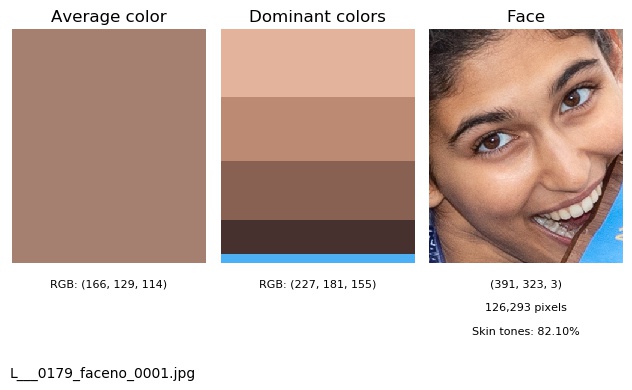 Average color
Dominant colors
Face
RGB: (166, 129, 114)
RGB: (227, 181, 155)
(391, 323, 3)
126,293 pixels
Skin tones: 82.10%
L___0179_faceno_0001.jpg